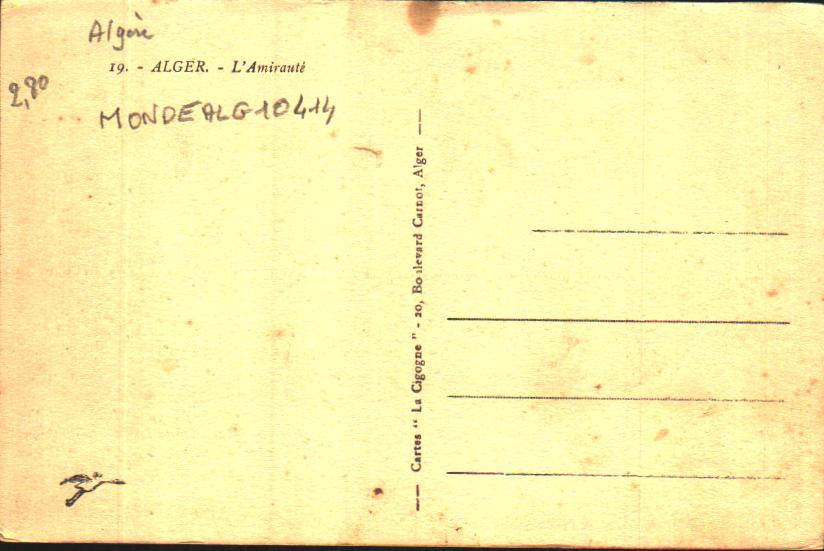 Algérie
19. - ALGER. - L'Amirauté
2,80
MONDEALG10414
Cartes " La Cigogne " - 20, Boulevard Carnot, Alger